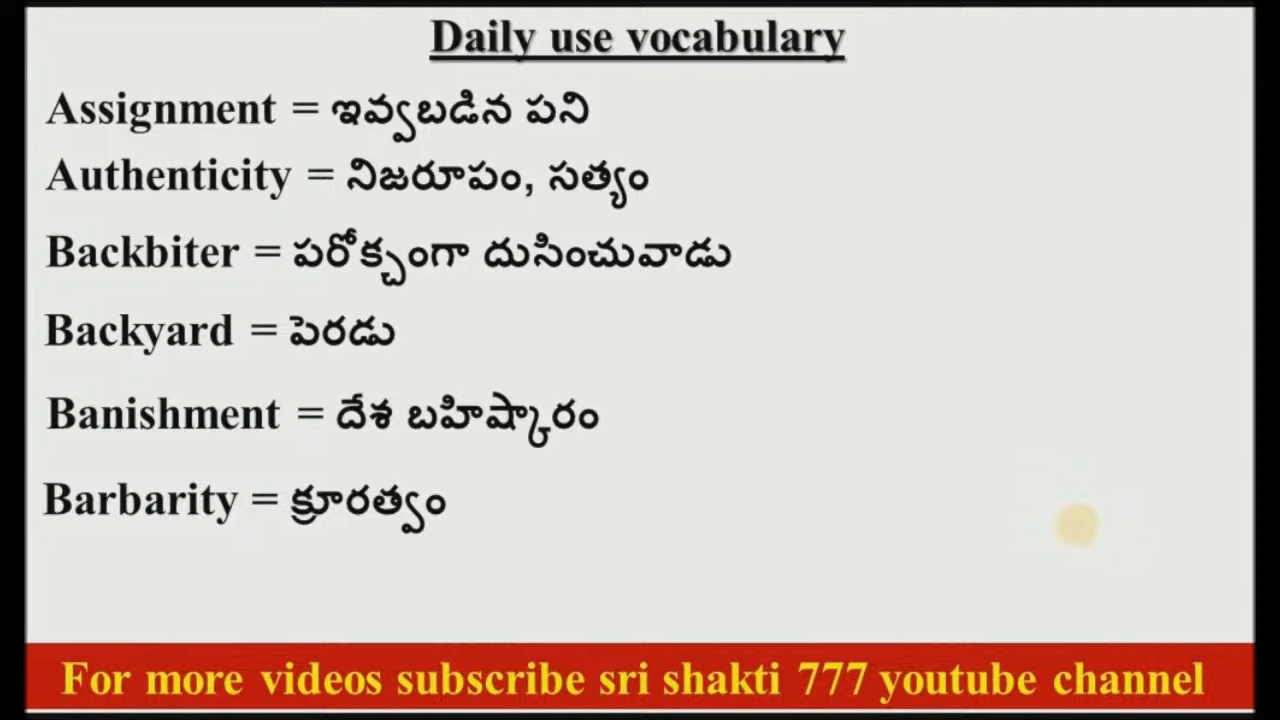 Daily use vocabulary
Assignment = ఇవ్వబడిన పని
Authenticity = నిజరూపం, సత్యం
Backbiter = పరోక్చంగా దుసించువాడు
Backyard = పెరడు
Banishment = దేశ బహిష్కారం
Barbarity = క్రూరత్వం
For more videos subscribe sri shakti 777 youtube channel